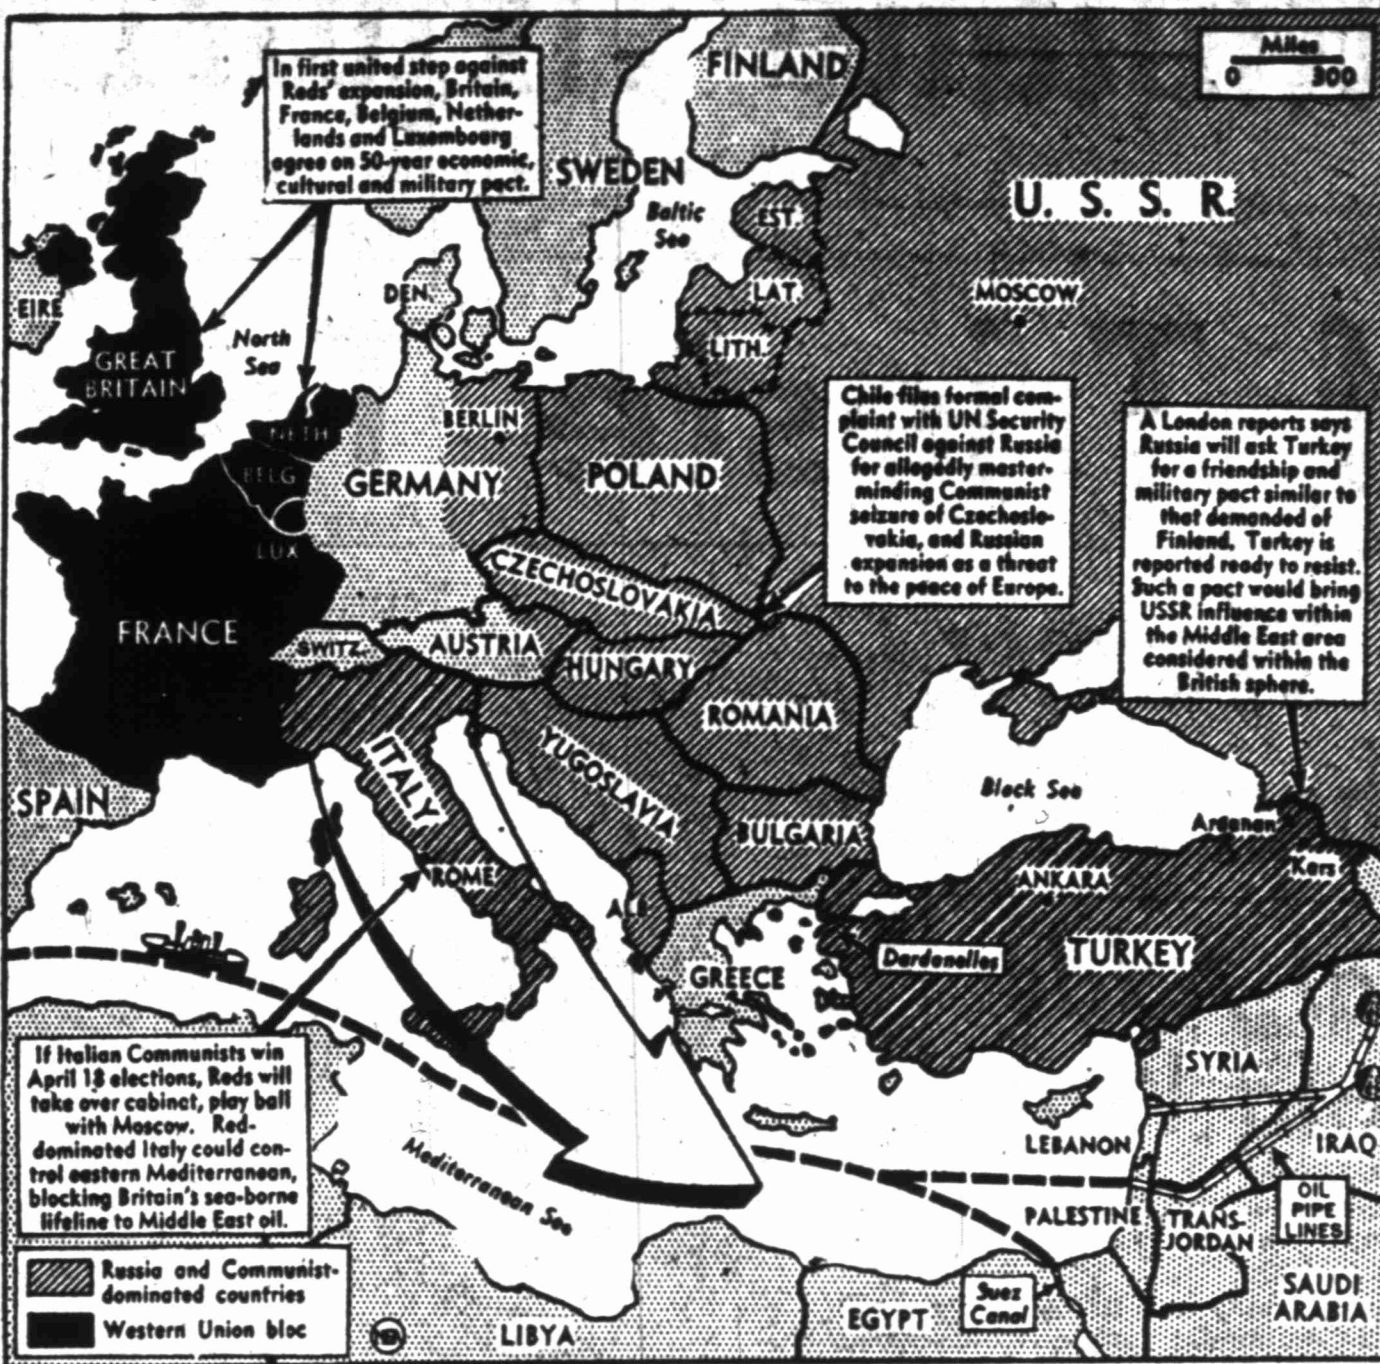 Miles
0 300
In first united step against
Reds' expansion, Britain,
France, Belgium, Nether-
lands and Luxembourg
agree on 50-year economic,
cultural and military pact.
FINLAND
SWEDEN
Baltic
Sea
EST.
U. S. S. R.
LAT.
MOSCOW
LITH.
EIRE
DEN.
North
Sea
GREAT
BRITAIN
NETH
BELG
LUX
BERLIN
GERMANY
POLAND
Chile files formal com-
plaint with UN Security
Council against Russia
for allegedly master-
minding Communist
seizure of Czechoslo-
vakia, and Russian
expansion as a threat
to the peace of Europe.
A London reports says
Russia will ask Turkey
for a friendship and
military pact similar to
that demanded of
Finland. Turkey is
reported ready to resist.
Such a pact would bring
USSR influence within
the Middle East area
considered within the
British sphere.
CZECHOSLOVAKIA
FRANCE
SWITZ.
AUSTRIA
HUNGARY
ROMANIA
ITALY
YUGOSLAVIA
SPAIN
BULGARIA
Black Sea
Ardanan
Kars
ROME
ALB
ANKARA
TURKEY
Dardanelles
GREECE
If Italian Communists win
April 18 elections, Reds will
take over cabinet, play ball
with Moscow. Red-
dominated Italy could con-
trol eastern Mediterranean,
blocking Britain's sea-borne
lifeline to Middle East oil.
Mediterranean Sea
SYRIA
LEBANON
IRAQ
PALESTINE
TRANS-
JORDAN
OIL
PIPE
LINES
SAUDI
ARABIA
Suez
Canal
EGYPT
LIBYA
Russia and Communist-
dominated countries
Western Union bloc
NEA